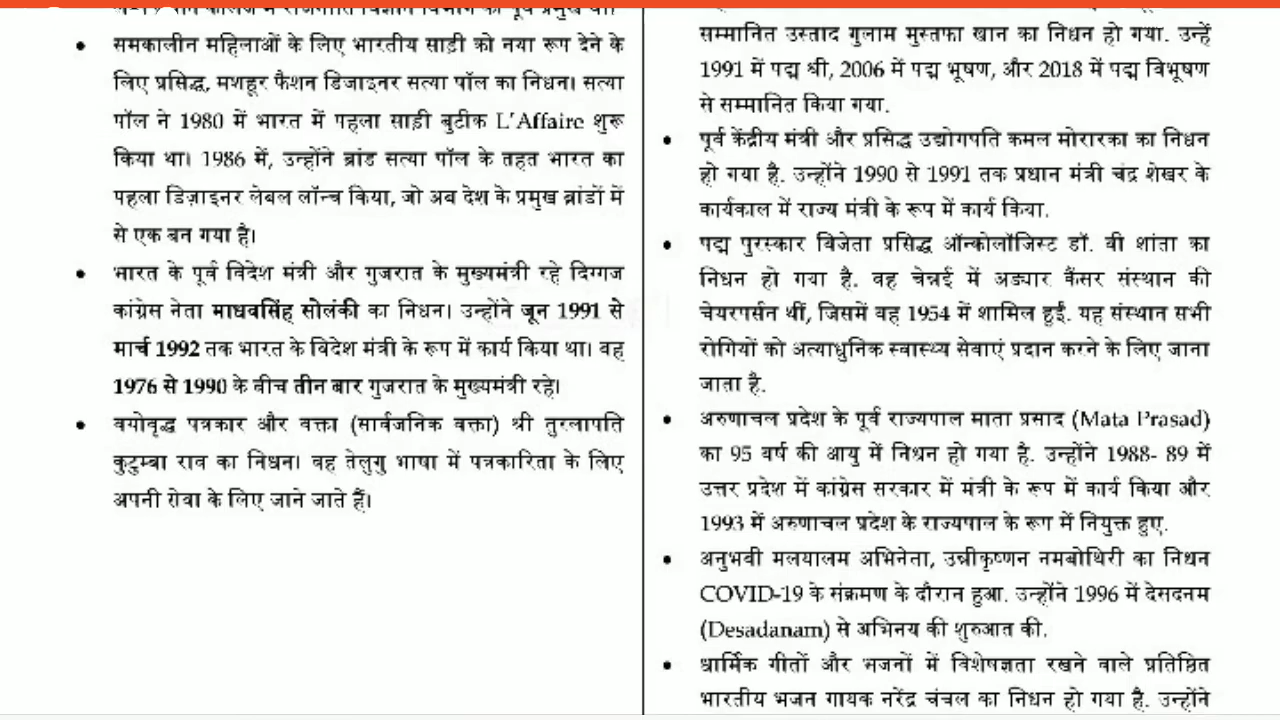 समकालीन महिलाओं के लिए भारतीय साड़ी को नया रूप देने के
लिए प्रसिद्ध, मशहूर फैशन डिजाइनर सत्या पॉल का निधन। सत्या
पॉल ने 1980 में भारत में पहला साड़ी बुटीक L'Affaire शुरू
किया था। 1986 में, उन्होंने ब्रांड सत्या पॉल के तहत भारत का
पहला डिज़ाइनर लेबल लॉन्च किया, जो अब देश के प्रमुख ब्रांडों में
से एक बन गया है।
भारत के पूर्व विदेश मंत्री और गुजरात के मुख्यमंत्री रहे दिग्गज
कांग्रेस नेता माधवसिंह सोलंकी का निधन। उन्होंने जून 1991 से
मार्च 1992 तक भारत के विदेश मंत्री के रूप में कार्य किया था। वह
1976 से 1990 के बीच तीन बार गुजरात के मुख्यमंत्री रहे।
वयोवृद्ध पत्रकार और वक्ता (सार्वजनिक वक्ता) श्री तुरलापति
कुटुम्बा राव का निधन। वह तेलुगु भाषा में पत्रकारिता के लिए
अपनी सेवा के लिए जाने जाते हैं।
सम्मानित उस्ताद गुलाम मुस्तफा खान का निधन हो गया. उन्हें
1991 में पद्म श्री, 2006 में पद्म भूषण, और 2018 में पद्म विभूषण
से सम्मानित किया गया.
पूर्व केंद्रीय मंत्री और प्रसिद्ध उद्योगपति कमल मोरारका का निधन
हो गया है. उन्होंने 1990 से 1991 तक प्रधान मंत्री चंद्र शेखर के
कार्यकाल में राज्य मंत्री के रूप में कार्य किया.
पद्म पुरस्कार विजेता प्रसिद्ध ऑन्कोलॉजिस्ट डॉ. वी शांता का
निधन हो गया है. वह चेन्नई में अड्यार कैंसर संस्थान की
चेयरपर्सन थीं, जिसमें वह 1954 में शामिल हुईं. यह संस्थान सभी
रोगियों को अत्याधुनिक स्वास्थ्य सेवाएं प्रदान करने के लिए जाना
जाता है.
अरुणाचल प्रदेश के पूर्व राज्यपाल माता प्रसाद (Mata Prasad)
का 95 वर्ष की आयु में निधन हो गया है. उन्होंने 1988- 89 में
उत्तर प्रदेश में कांग्रेस सरकार में मंत्री के रूप में कार्य किया और
1993 में अरुणाचल प्रदेश के राज्यपाल के रूप में नियुक्त हुए.
अनुभवी मलयालम अभिनेता, उन्नीकृष्णन नमबोथिरी का निधन
COVID-19 के संक्रमण के दौरान हुआ. उन्होंने 1996 में देसदनम
(Desadanam) से अभिनय की शुरुआत की.
धार्मिक गीतों और भजनों में विशेषज्ञता रखने वाले प्रतिष्ठित
भारतीय भजन गायक नरेंद्र चंचल का निधन हो गया है. उन्होंने